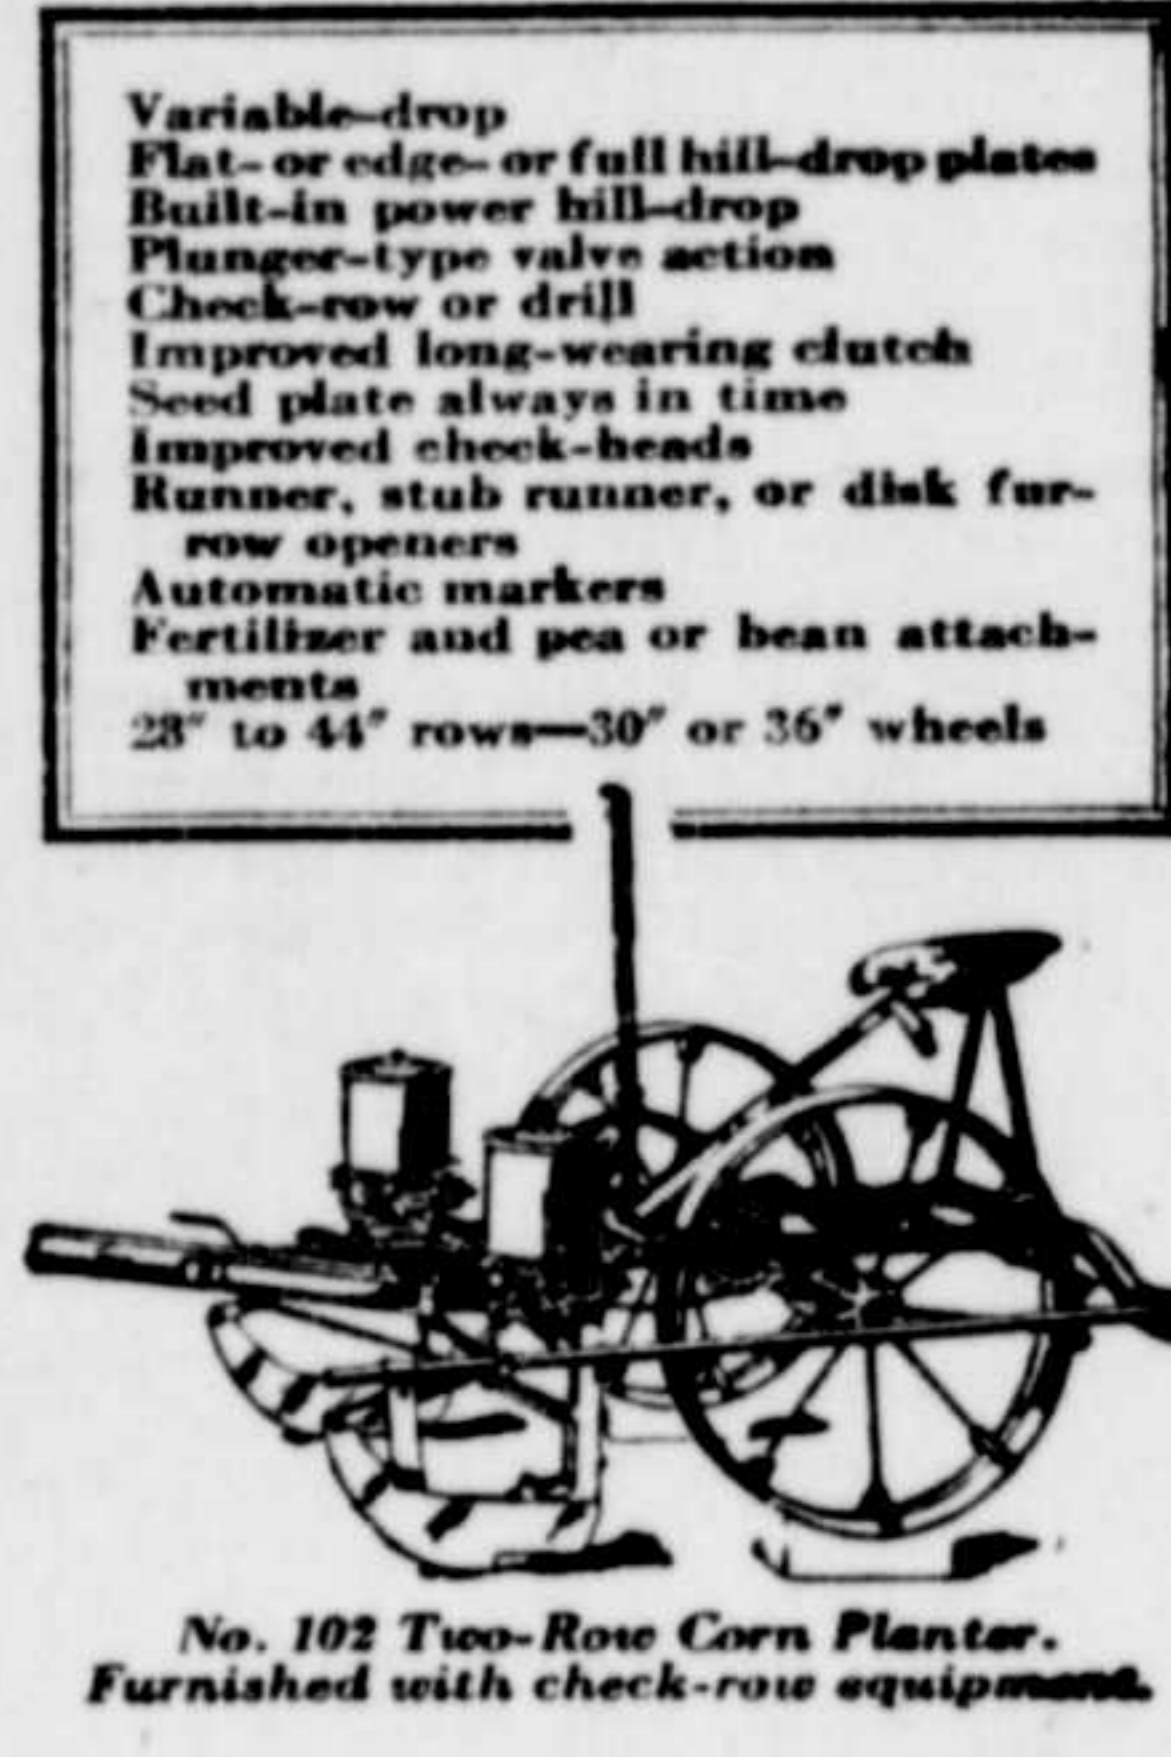 Variable-drop
Flat- or edge- or full hill-drop plates
Built-in power hill-drop
Plunger-type valve action
Check-row or drill
Improved long-wearing clutch
Seed plate always in time
Improved check-heads
Runner, stub runner, or disk fur-
row openers
Automatic markers
Fertilizer and pea or bean attach-
ments
28" to 44" rows—30" or 36" wheels
No. 102 Two-Row Corn Planter.
Furnished with check-row equipment.